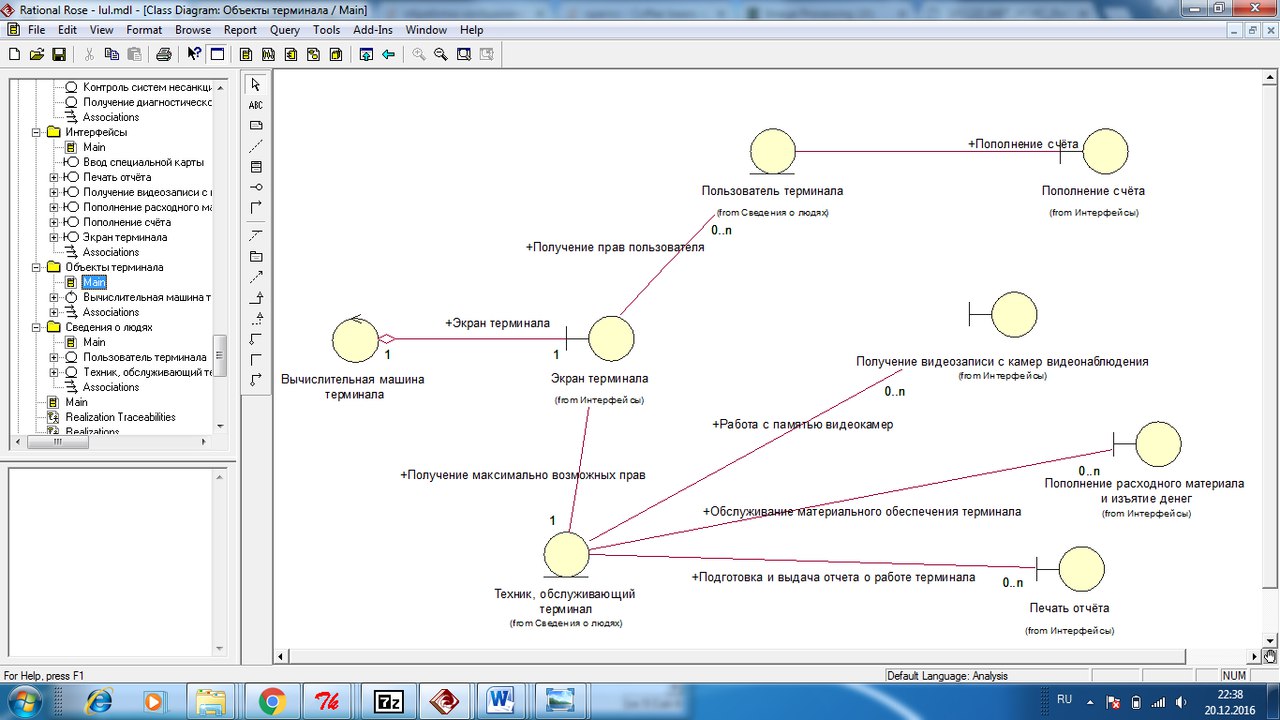 Rational Rose - lul.mdl - [Class Diagram: Объекты терминала / Main]
File Edit View Format Browse Report Query Tools Add-Ins Window Help
Контроль систем несанкци
Получение диагностическо
Associations
Интерфейсы
Main
Ввод специальной карты
Печать отчёта
Получение видеозаписи с
Пополнение расходного ма
Пополнение счёта
Экран терминала
Associations
Объекты терминала
Main
Вычислительная машина т
Associations
Сведения о людях
Main
Пользователь терминала
Техник, обслуживающий те
Associations
Main
Realization Traceabilities
Realizations
ABC
+Пополнение счёта
Пользователь терминала
(from Сведения о людях)
Пополнение счёта
(from Интерфейсы)
0..n
+Получение прав пользователя
+Экран терминала
1
1
Вычислительная машина
терминала
Экран терминала
(from Интерфейсы)
Получение видеозаписи с камер видеонаблюдения
(from Интерфейсы)
0..n
+Работа с памятью видеокамер
+Получение максимально возможных прав
0..n
Пополнение расходного материала
и изъятие денег
(from Интерфейсы)
+Обслуживание материального обеспечения терминала
1
Техник, обслуживающий
терминал
(from Сведения о людях)
+Подготовка и выдача отчета о работе терминала
0..n
Печать отчёта
(from Интерфейсы)
For Help, press F1
Default Language: Analysis
NUM
RU
22:38
20.12.2016